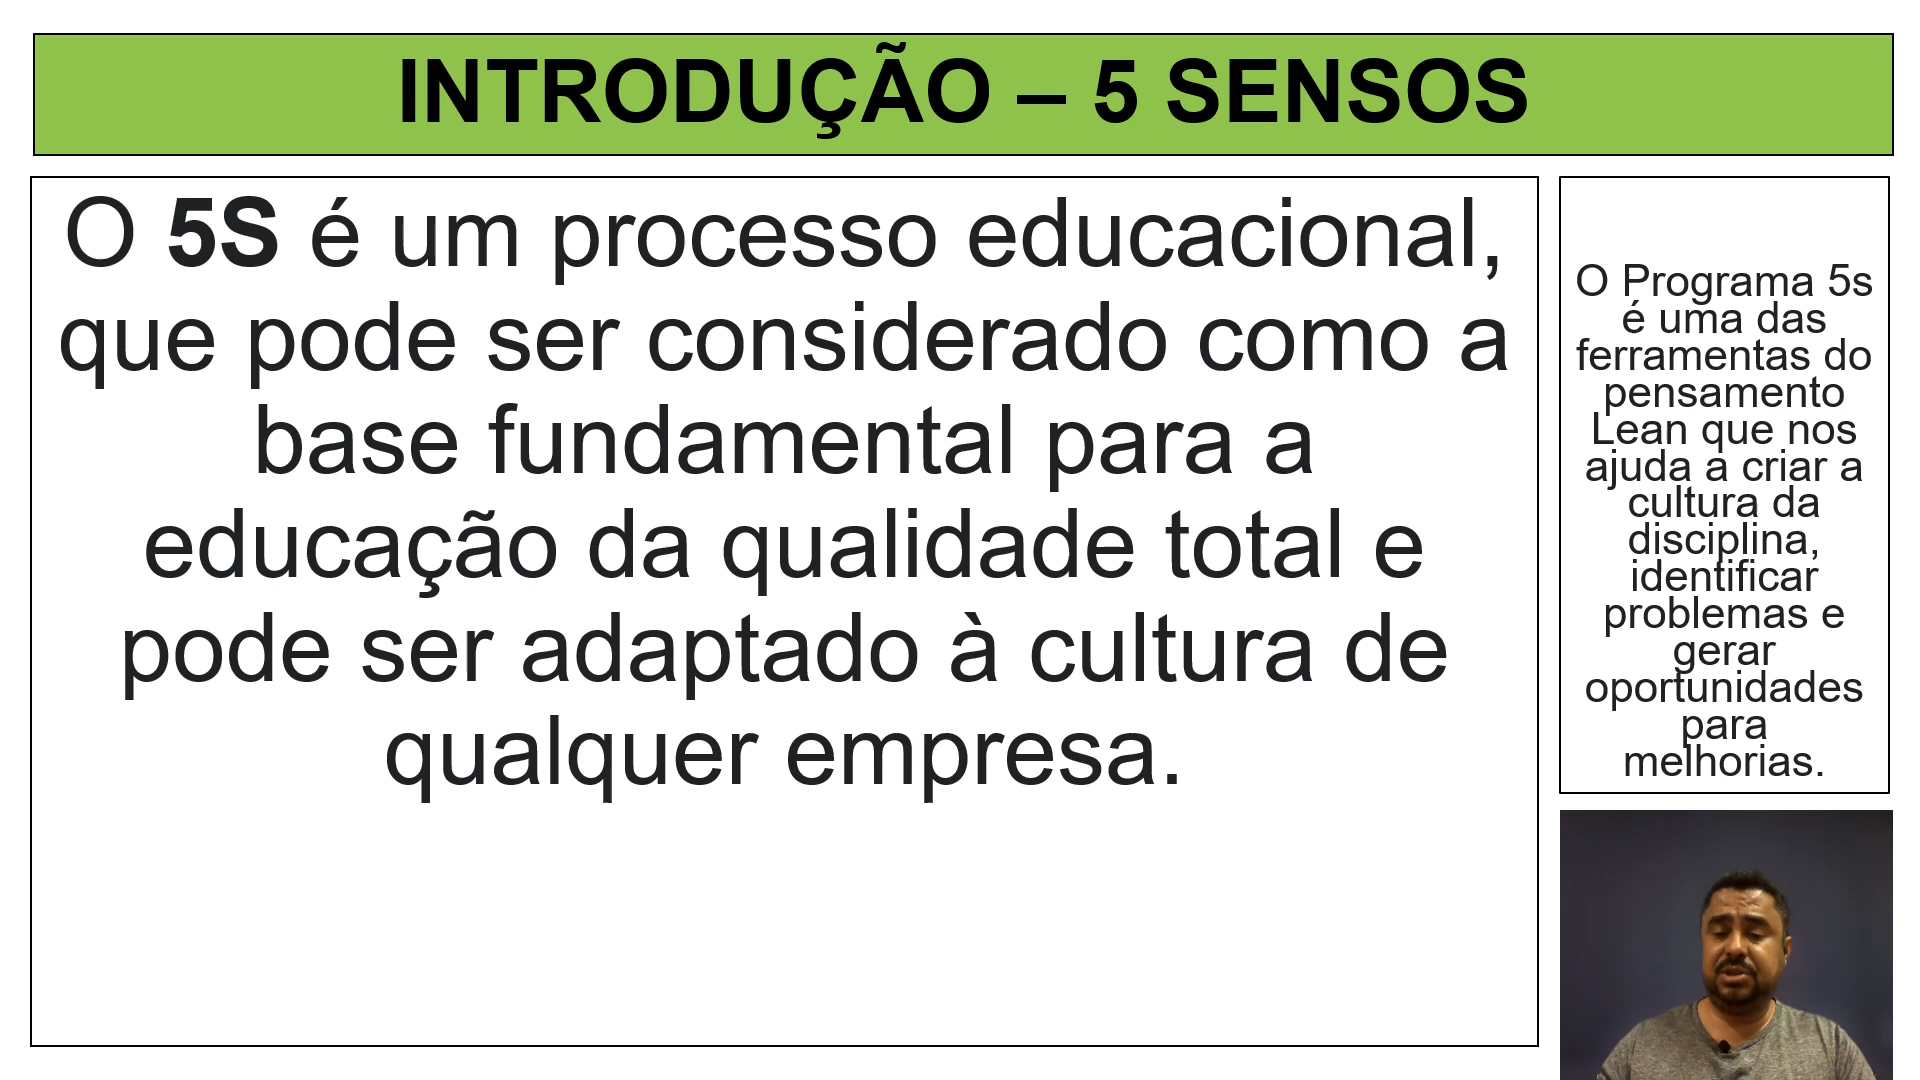 INTRODUÇÃO – 5 SENSOS
O 5S é um processo educacional,
que pode ser considerado como a
base fundamental para a
educação da qualidade total e
pode ser adaptado à cultura de
qualquer empresa.
O Programa 5s
é uma das
ferramentas do
pensamento
Lean que nos
ajuda a criar a
cultura da
disciplina,
identificar
problemas e
gerar
oportunidades
para
melhorias.